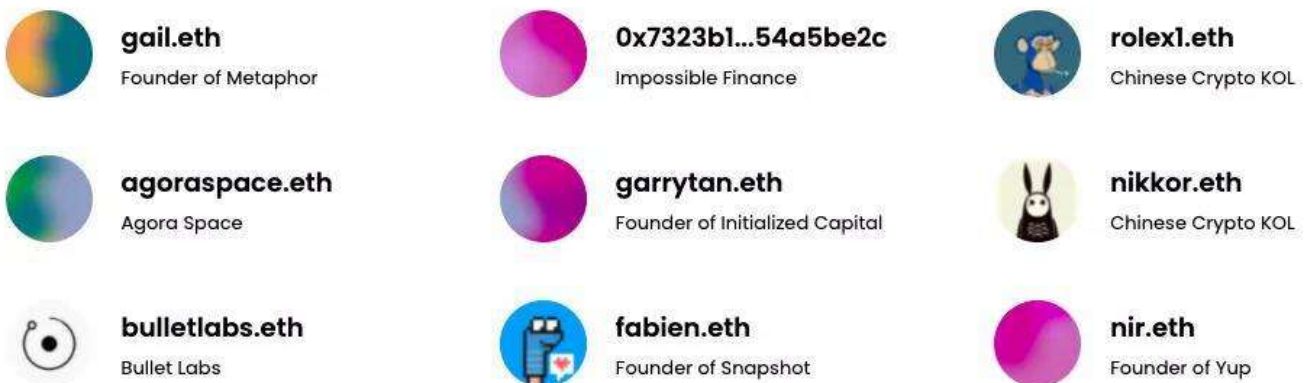 gail.eth
Founder of Metaphor
0x7323b1...54a5be2c
Impossible Finance
rolex1.eth
Chinese Crypto KOL
agoraspace.eth
Agora Space
garrytan.eth
Founder of Initialized Capital
nikkor.eth
Chinese Crypto KOL
bulletlabs.eth
Bullet Labs
fabien.eth
Founder of Snapshot
nir.eth
Founder of Yup